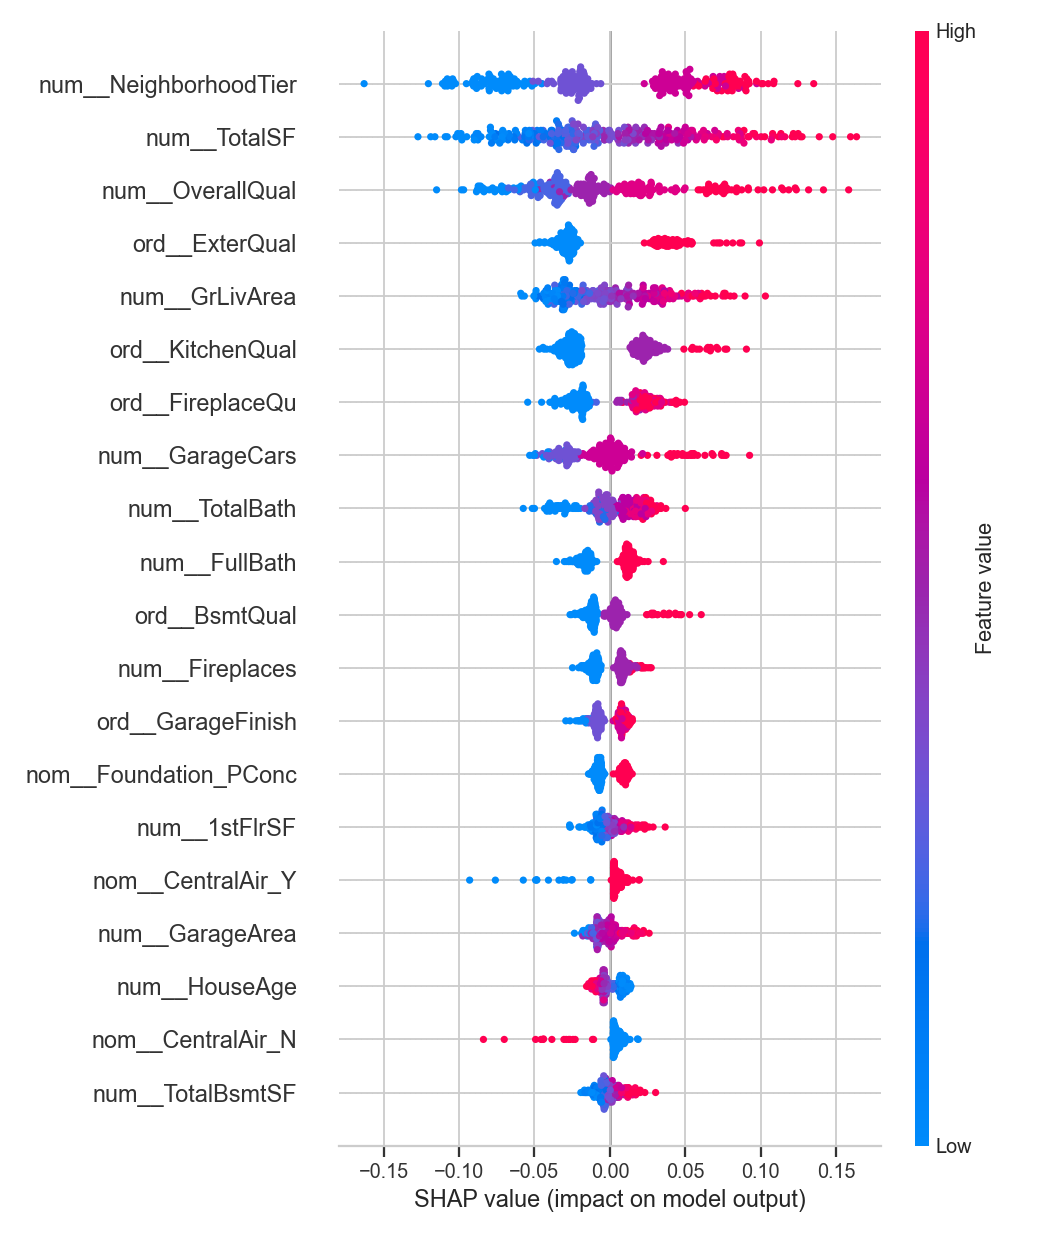 High
num__NeighborhoodTier
num__TotalSF
num__OverallQual
ord__ExterQual
num__GrLivArea
ord__KitchenQual
ord__FireplaceQu
num__GarageCars
num__TotalBath
num__FullBath
ord__BsmtQual
num__Fireplaces
ord__GarageFinish
nom__Foundation_PConc
num__1stFlrSF
nom__CentralAir_Y
num__GarageArea
num__HouseAge
nom__CentralAir_N
num__TotalBsmtSF
Feature value
Low
−0.15 −0.10 −0.05 0.00 0.05 0.10 0.15
SHAP value (impact on model output)